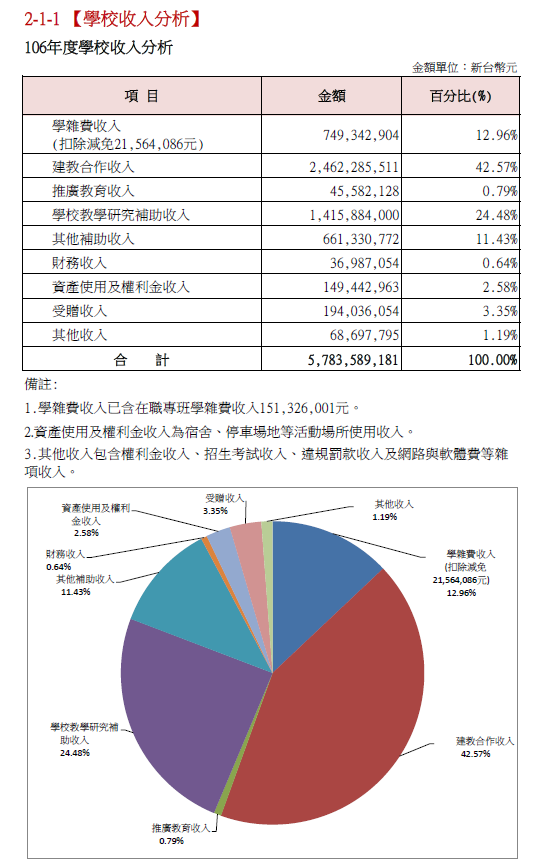 2-1-1 【學校收入分析】
106年度學校收入分析
金額單位：新台幣元
項 目 金額 百分比(%)
學雜費收入
(扣除減免21,564,086元) 749,342,904 12.96%
建教合作收入 2,462,285,511 42.57%
推廣教育收入 45,582,128 0.79%
學校教學研究補助收入 1,415,884,000 24.48%
其他補助收入 661,330,772 11.43%
財務收入 36,987,054 0.64%
資產使用及權利金收入 149,442,963 2.58%
受贈收入 194,036,054 3.35%
其他收入 68,697,795 1.19%
合 計 5,783,589,181 100.00%
備註:
1.學雜費收入已含在職專班學雜費收入151,326,001元。
2.資產使用及權利金收入為宿舍、停車場地等活動場所使用收入。
3.其他收入包含權利金收入、招生考試收入、違規罰款收入及網路與軟體費等雜
項收入。
受贈收入
3.35%
其他收入
1.19%
資產使用及權利
金收入
2.58%
財務收入
0.64%
其他補助收入
11.43%
學雜費收入
(扣除減免
21,564,086元)
12.96%
學校教學研究補
助收入
24.48%
建教合作收入
42.57%
推廣教育收入
0.79%